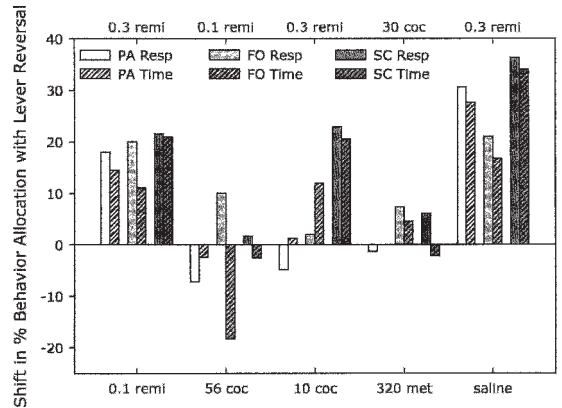 0.3 remi 0.1 remi 0.3 remi 30 coc 0.3 remi
Shift in % Behavior Allocation with Lever Reversal
40
30
20
10
0
-10
-20
PA Resp FO Resp SC Resp
PA Time FO Time SC Time
0.1 remi 56 coc 10 coc 320 met saline